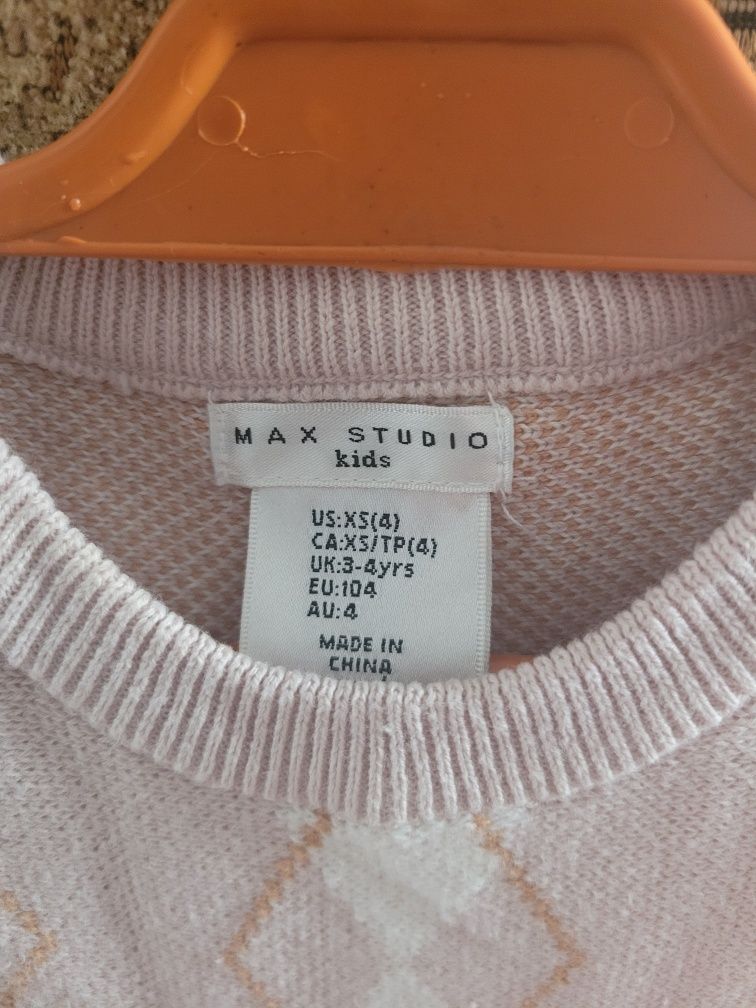 MAX STUDIO
kids
US:XS(4)
CA:XS/TP(4)
UK:3-4yrs
EU:104
AU:4
MADE IN
CHINA